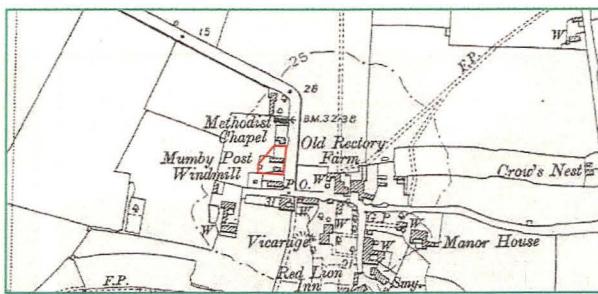 15
25
W
F.P.
26
B.M. 32·38
Methodist
Chapel
Old Rectory
Farm
Mumby Post
Windmill
Crow's Nest
W
P.O.
W
G.P.
W
W
Vicarage
W
W
Manor House
Red Lion
Inn
Smy.
F.P.